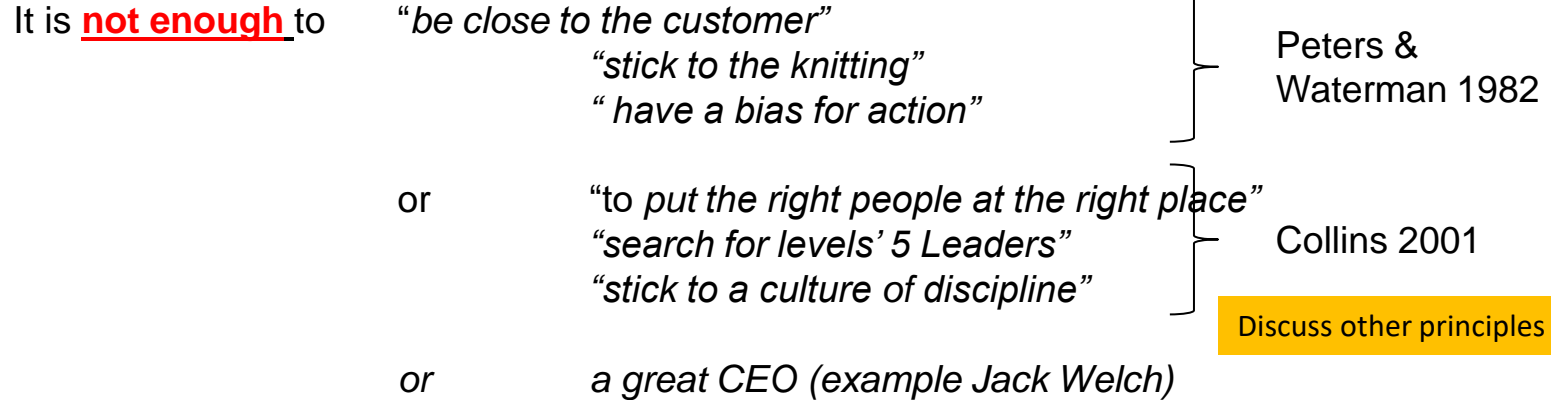 It is not enough to “be close to the customer”
“stick to the knitting”
“ have a bias for action”
Peters &
Waterman 1982
or “to put the right people at the right place”
“search for levels’ 5 Leaders”
“stick to a culture of discipline”
Collins 2001
Discuss other principles
or a great CEO (example Jack Welch)